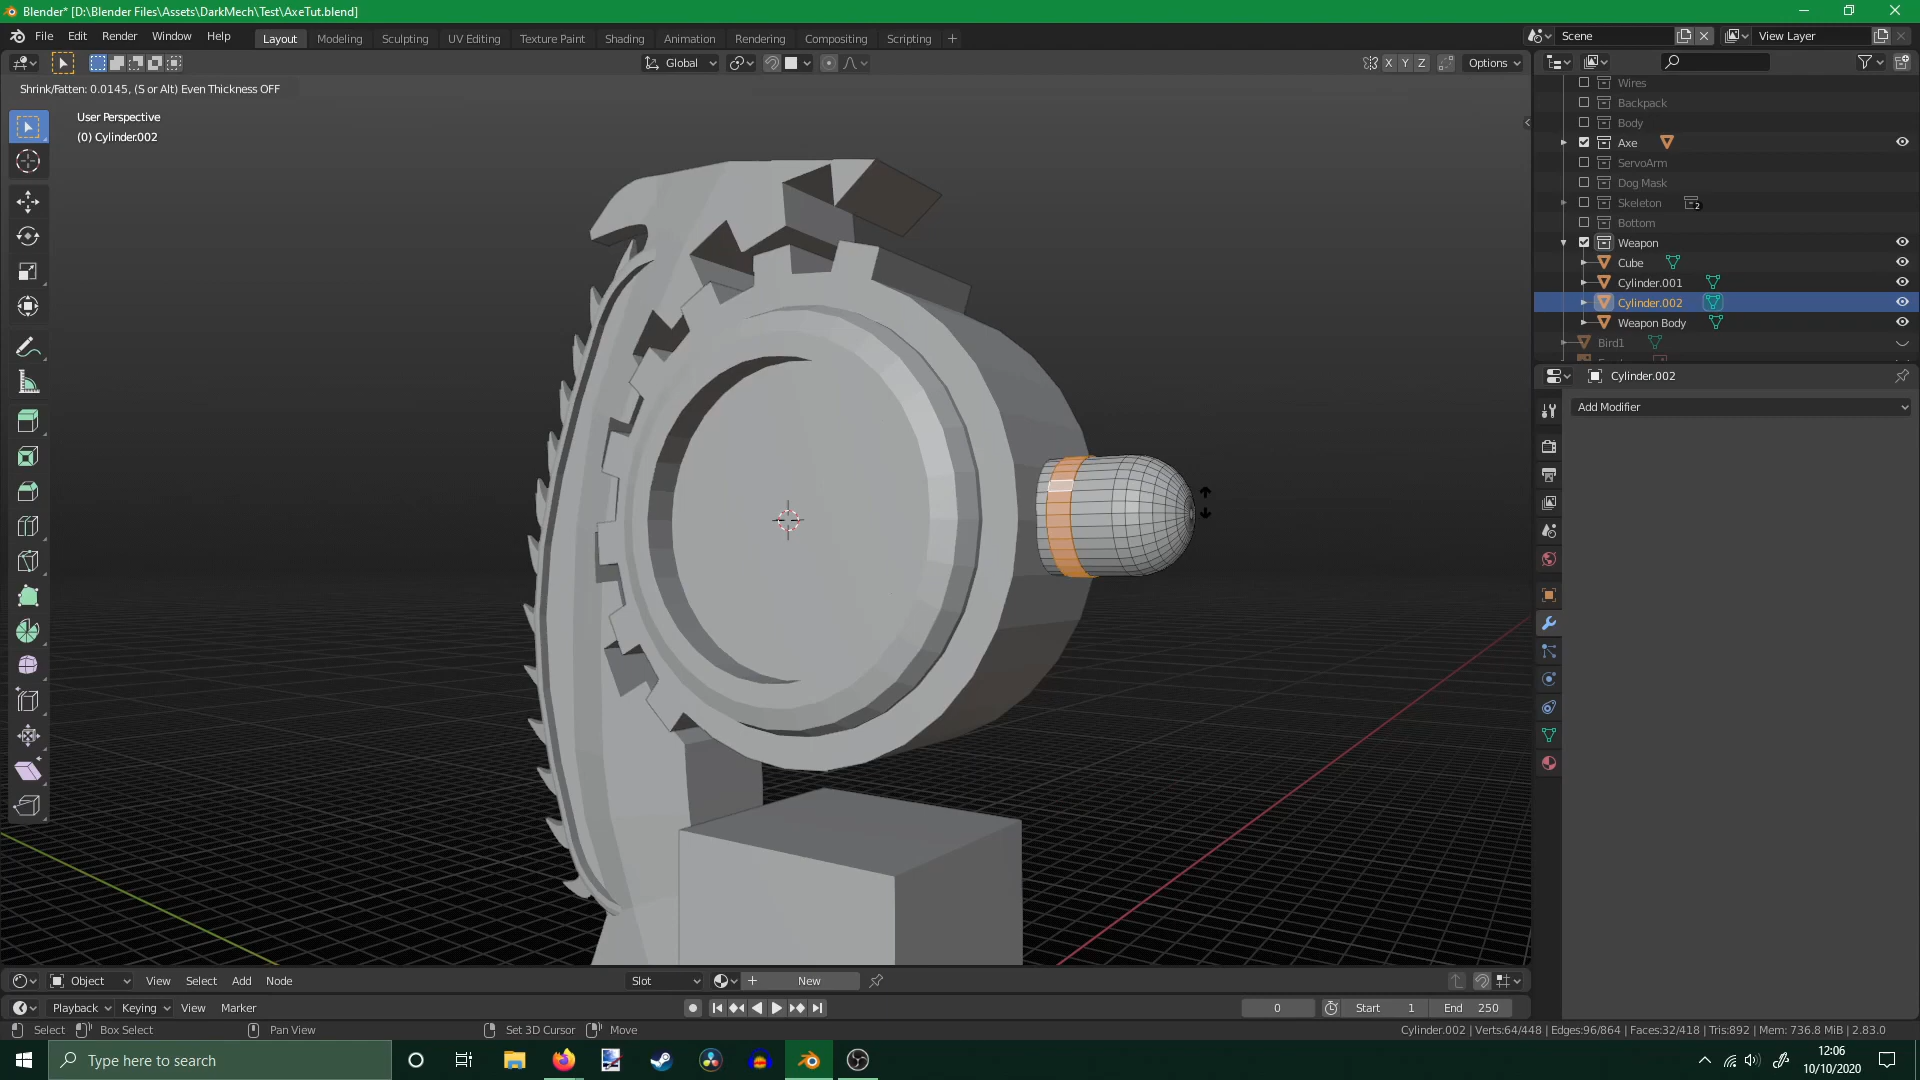 Blender* [D:\Blender Files\Assets\DarkMech\Test\AxeTut.blend]
File Edit Render Window Help Layout Modeling Sculpting UV Editing Texture Paint Shading Animation Rendering Compositing Scripting + Scene View Layer
Global X Y Z Options
Shrink/Fatten: 0.0145, (S or Alt) Even Thickness OFF
User Perspective
(0) Cylinder.002
Wires
Backpack
Body
Axe
ServoArm
Dog Mask
Skeleton 2
Bottom
Weapon
Cube
Cylinder.001
Cylinder.002
Weapon Body
Bird1
Cylinder.002
Add Modifier
Object View Select Add Node Slot New
Playback Keying View Marker 0 Start 1 End 250
Select Box Select Pan View Set 3D Cursor Move Cylinder.002 | Verts:64/448 | Edges:96/864 | Faces:32/418 | Tris:892 | Mem: 736.8 MiB | 2.83.0
Type here to search
12:06
10/10/2020